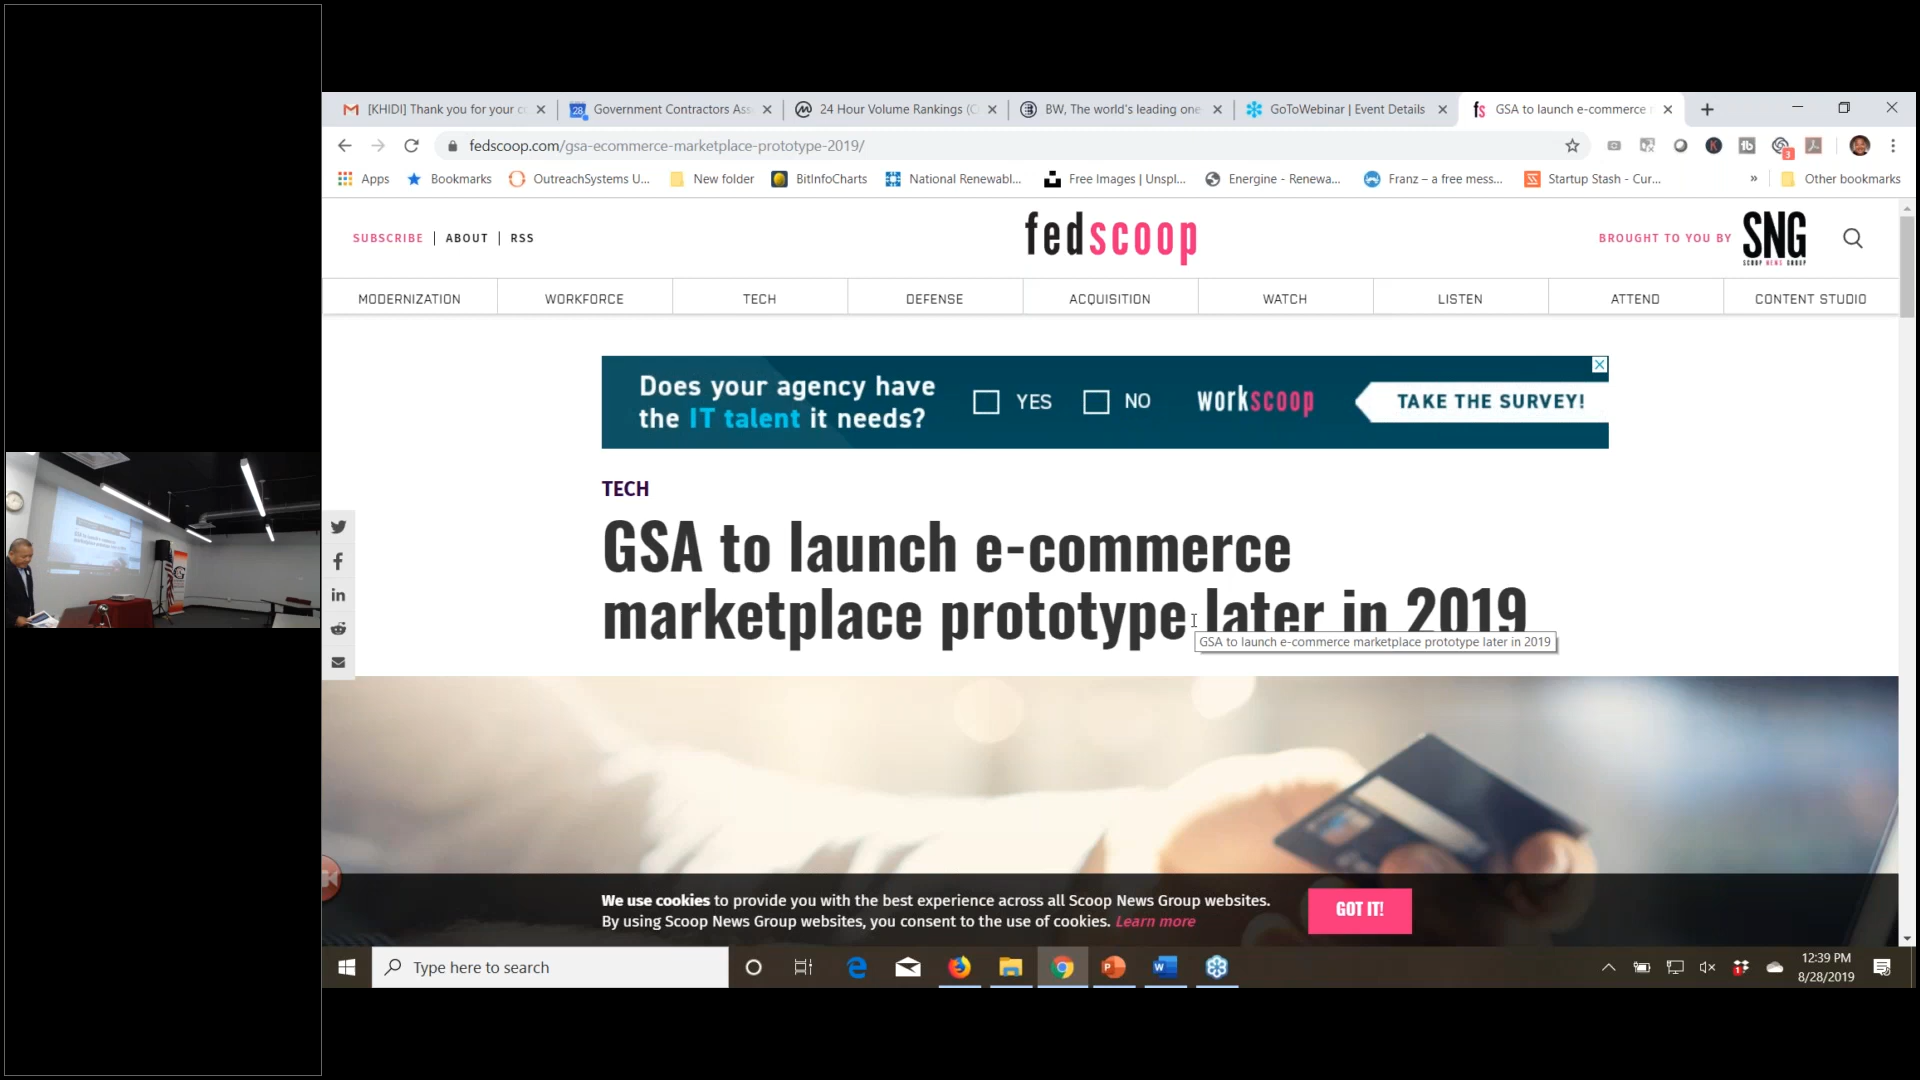 [KHIDI] Thank you for your c
Government Contractors Ass
24 Hour Volume Rankings (C
BW, The world's leading one
GoToWebinar | Event Details
GSA to launch e-commerce
fedscoop.com/gsa-ecommerce-marketplace-prototype-2019/
Apps
Bookmarks
OutreachSystems U...
New folder
BitInfoCharts
National Renewabl...
Free Images | Unspl...
Energine - Renewa...
Franz – a free mess...
Startup Stash - Cur...
»
Other bookmarks
SUBSCRIBE | ABOUT | RSS
fedscoop
BROUGHT TO YOU BY
SNG
SCOOP NEWS GROUP
MODERNIZATION
WORKFORCE
TECH
DEFENSE
ACQUISITION
WATCH
LISTEN
ATTEND
CONTENT STUDIO
Does your agency have
the IT talent it needs?
YES
NO
workscoop
TAKE THE SURVEY!
TECH
GSA to launch e-commerce
marketplace prototype later in 2019
GSA to launch e-commerce marketplace prototype later in 2019
We use cookies to provide you with the best experience across all Scoop News Group websites.
By using Scoop News Group websites, you consent to the use of cookies. Learn more
GOT IT!
Type here to search
12:39 PM
8/28/2019